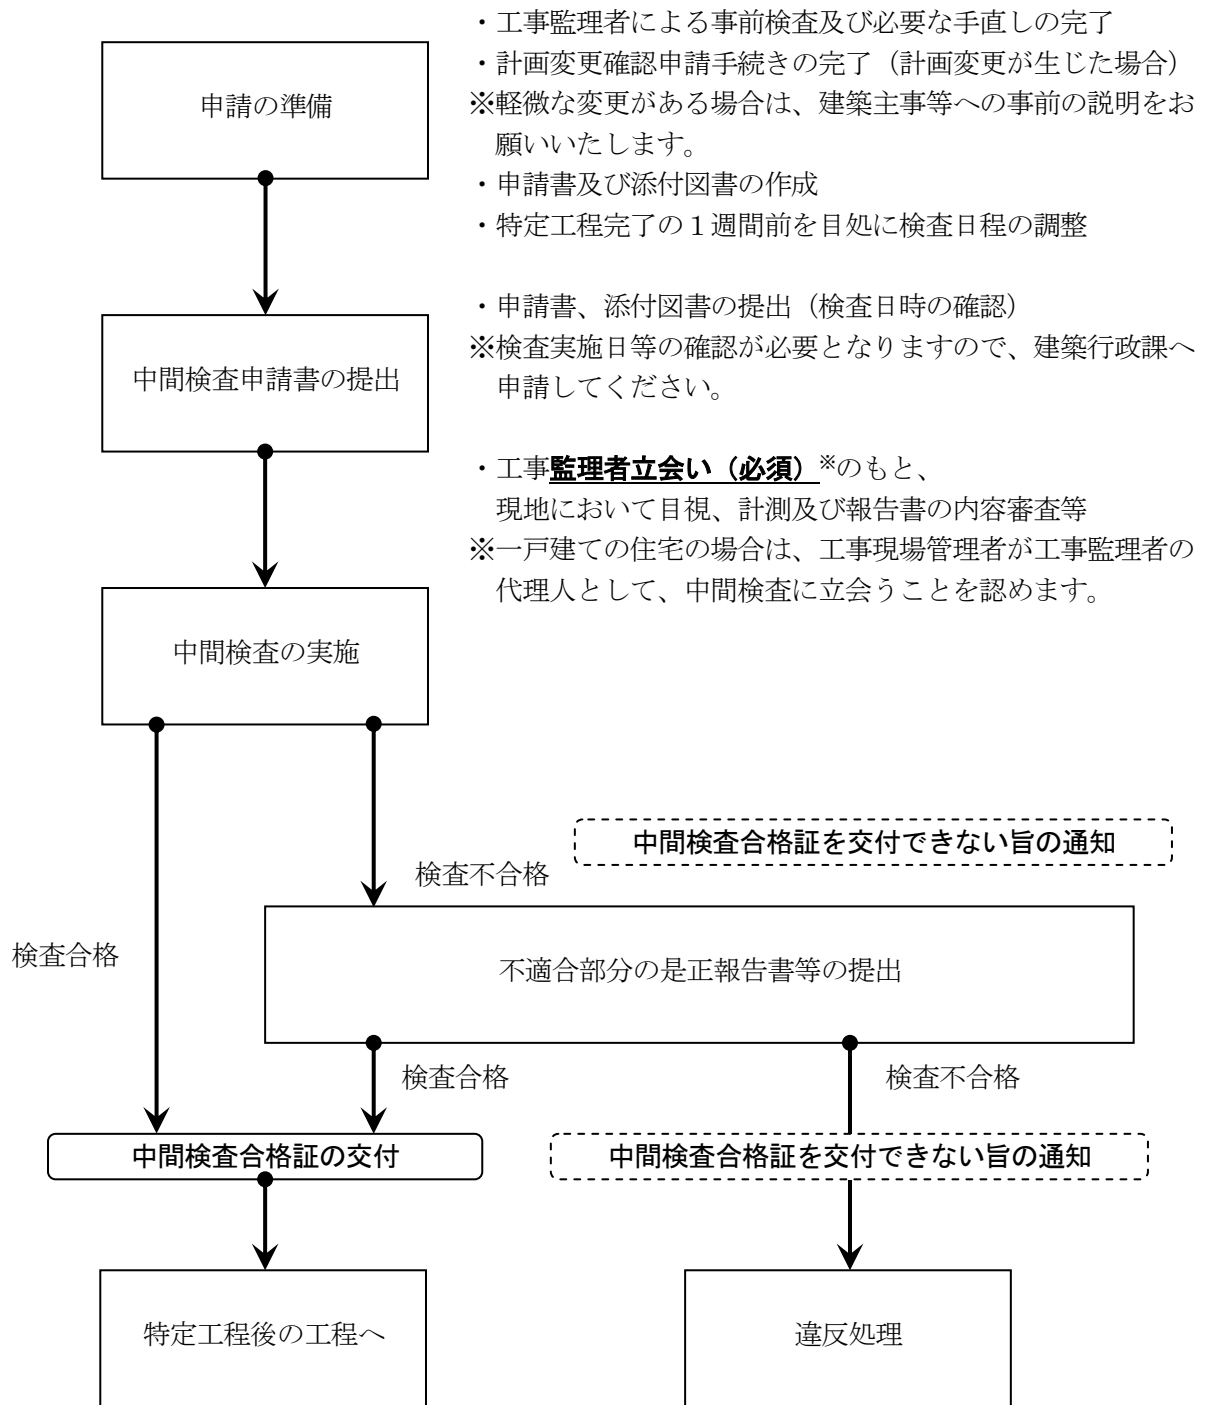 ・工事監理者による事前検査及び必要な手直しの完了
・計画変更確認申請手続きの完了（計画変更が生じた場合）
※軽微な変更がある場合は、建築主事等への事前の説明をお
願いいたします。
・申請書及び添付図書の作成
・特定工程完了の１週間前を目処に検査日程の調整
申請の準備
・申請書、添付図書の提出（検査日時の確認）
※検査実施日等の確認が必要となりますので、建築行政課へ
申請してください。
中間検査申請書の提出
・工事監理者立会い（必須）※のもと、
現地において目視、計測及び報告書の内容審査等
※一戸建ての住宅の場合は、工事現場管理者が工事監理者の
代理人として、中間検査に立会うことを認めます。
中間検査の実施
中間検査合格証を交付できない旨の通知
検査不合格
検査合格
不適合部分の是正報告書等の提出
検査合格
検査不合格
中間検査合格証の交付
中間検査合格証を交付できない旨の通知
特定工程後の工程へ
違反処理